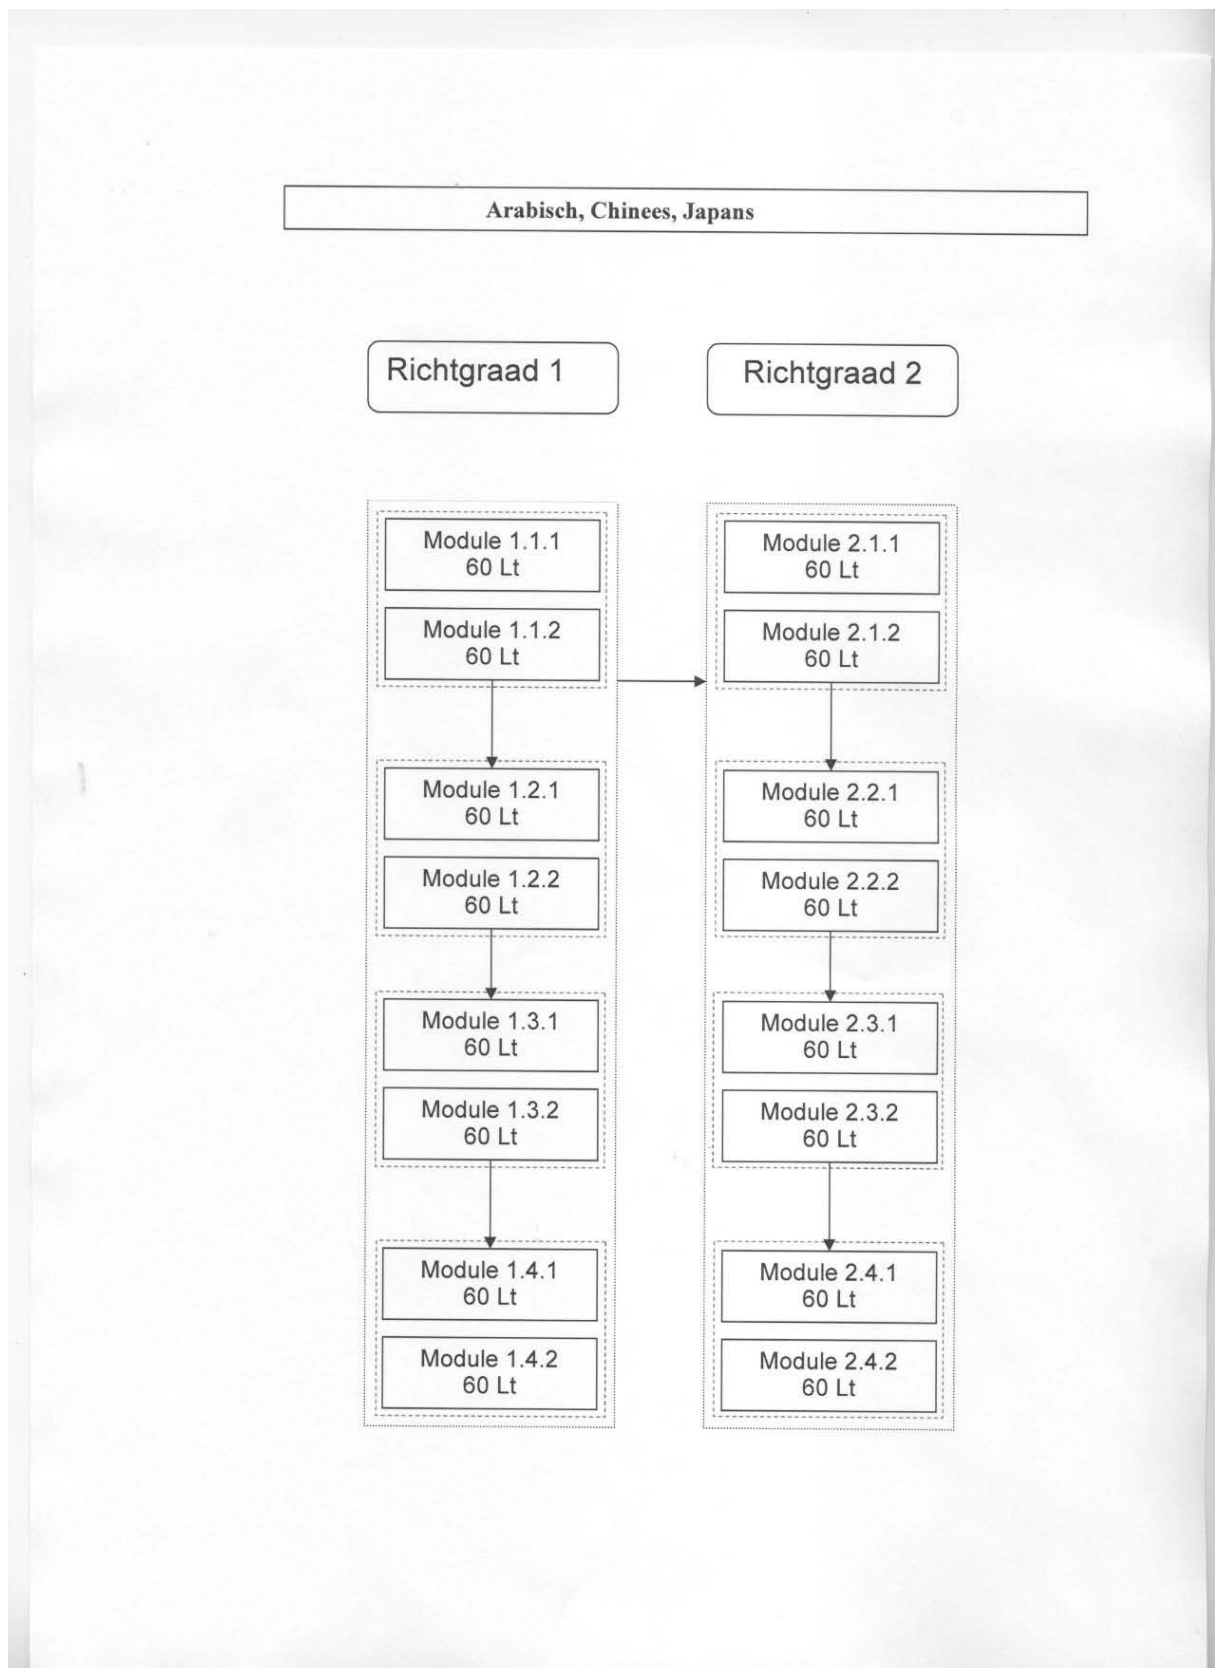 Arabisch, Chinees, Japans
Richtgraad 1
Richtgraad 2
Module 1.1.1
60 Lt
Module 1.1.2
60 Lt
Module 1.2.1
60 Lt
Module 1.2.2
60 Lt
Module 1.3.1
60 Lt
Module 1.3.2
60 Lt
Module 1.4.1
60 Lt
Module 1.4.2
60 Lt
Module 2.1.1
60 Lt
Module 2.1.2
60 Lt
Module 2.2.1
60 Lt
Module 2.2.2
60 Lt
Module 2.3.1
60 Lt
Module 2.3.2
60 Lt
Module 2.4.1
60 Lt
Module 2.4.2
60 Lt